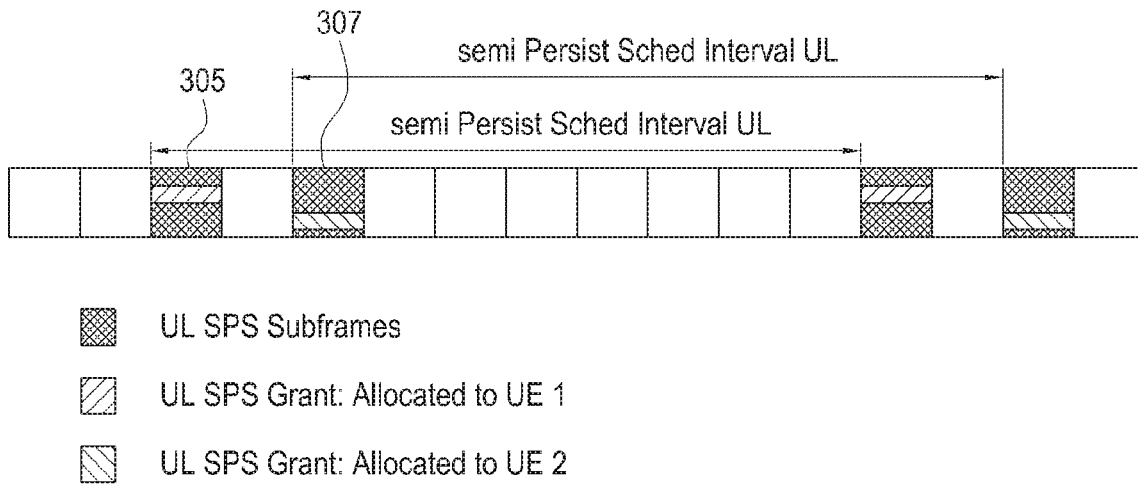 307
semi Persist Sched Interval UL
305
semi Persist Sched Interval UL
UL SPS Subframes
UL SPS Grant: Allocated to UE 1
UL SPS Grant: Allocated to UE 2